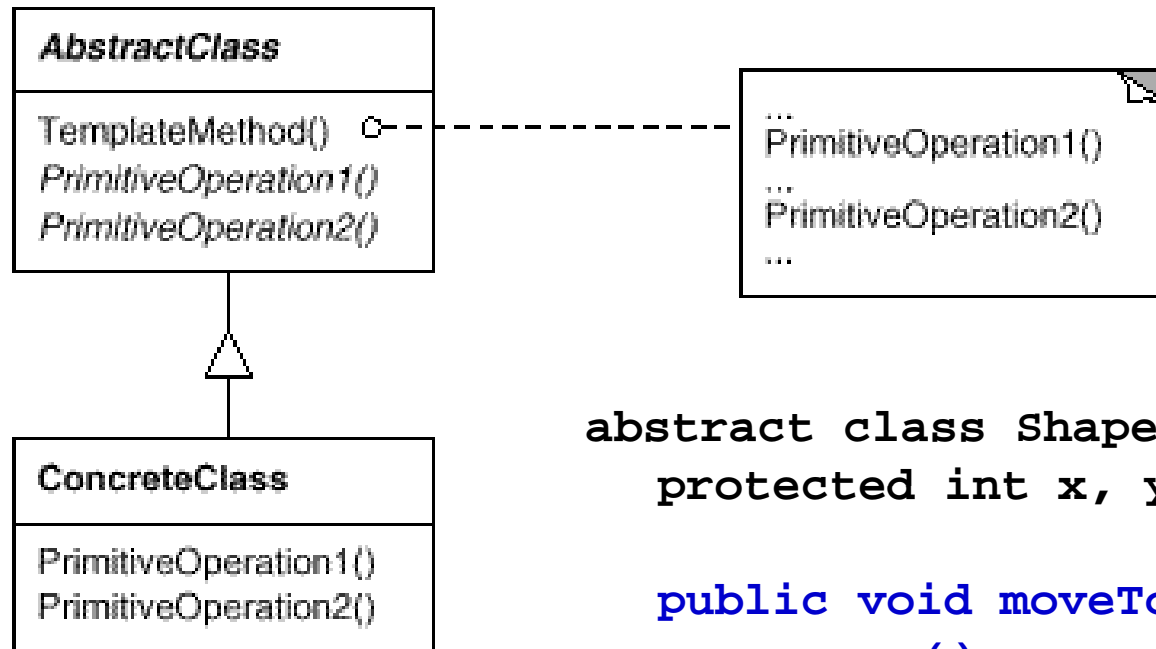 AbstractClass
TemplateMethod()
PrimitiveOperation1()
PrimitiveOperation2()
...
PrimitiveOperation1()
...
PrimitiveOperation2()
...
ConcreteClass
PrimitiveOperation1()
PrimitiveOperation2()
abstract class Shape
protected int x, y
public void moveTo
()